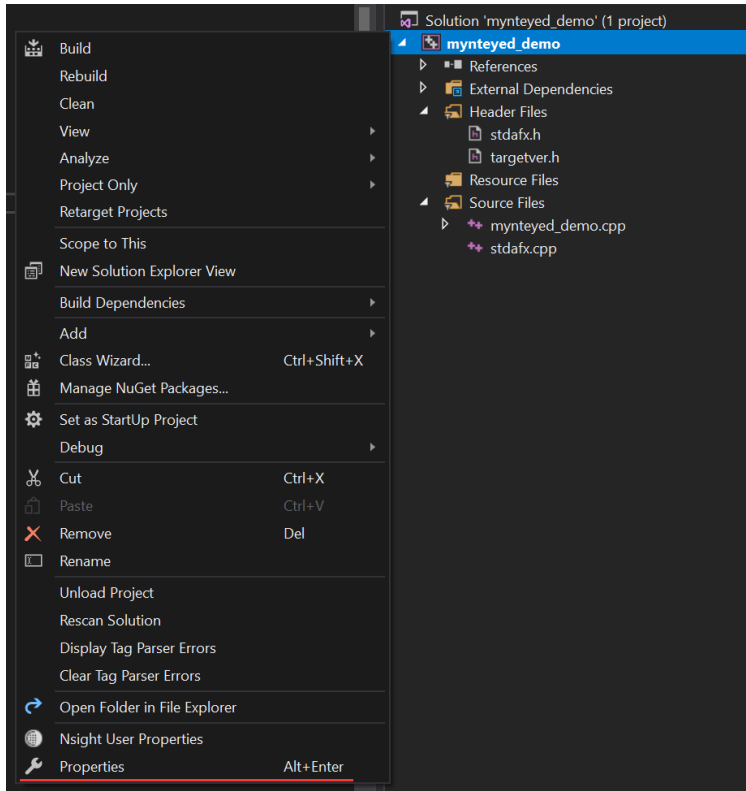 Build
Rebuild
Clean
View
Analyze
Project Only
Retarget Projects
Scope to This
New Solution Explorer View
Build Dependencies
Add
Class Wizard... Ctrl+Shift+X
Manage NuGet Packages...
Set as StartUp Project
Debug
Cut Ctrl+X
Paste Ctrl+V
Remove Del
Rename
Unload Project
Rescan Solution
Display Tag Parser Errors
Clear Tag Parser Errors
Open Folder in File Explorer
Nsight User Properties
Properties Alt+Enter
Solution 'mynteyed_demo' (1 project)
mynteyed_demo
References
External Dependencies
Header Files
stdafx.h
targetver.h
Resource Files
Source Files
mynteyed_demo.cpp
stdafx.cpp